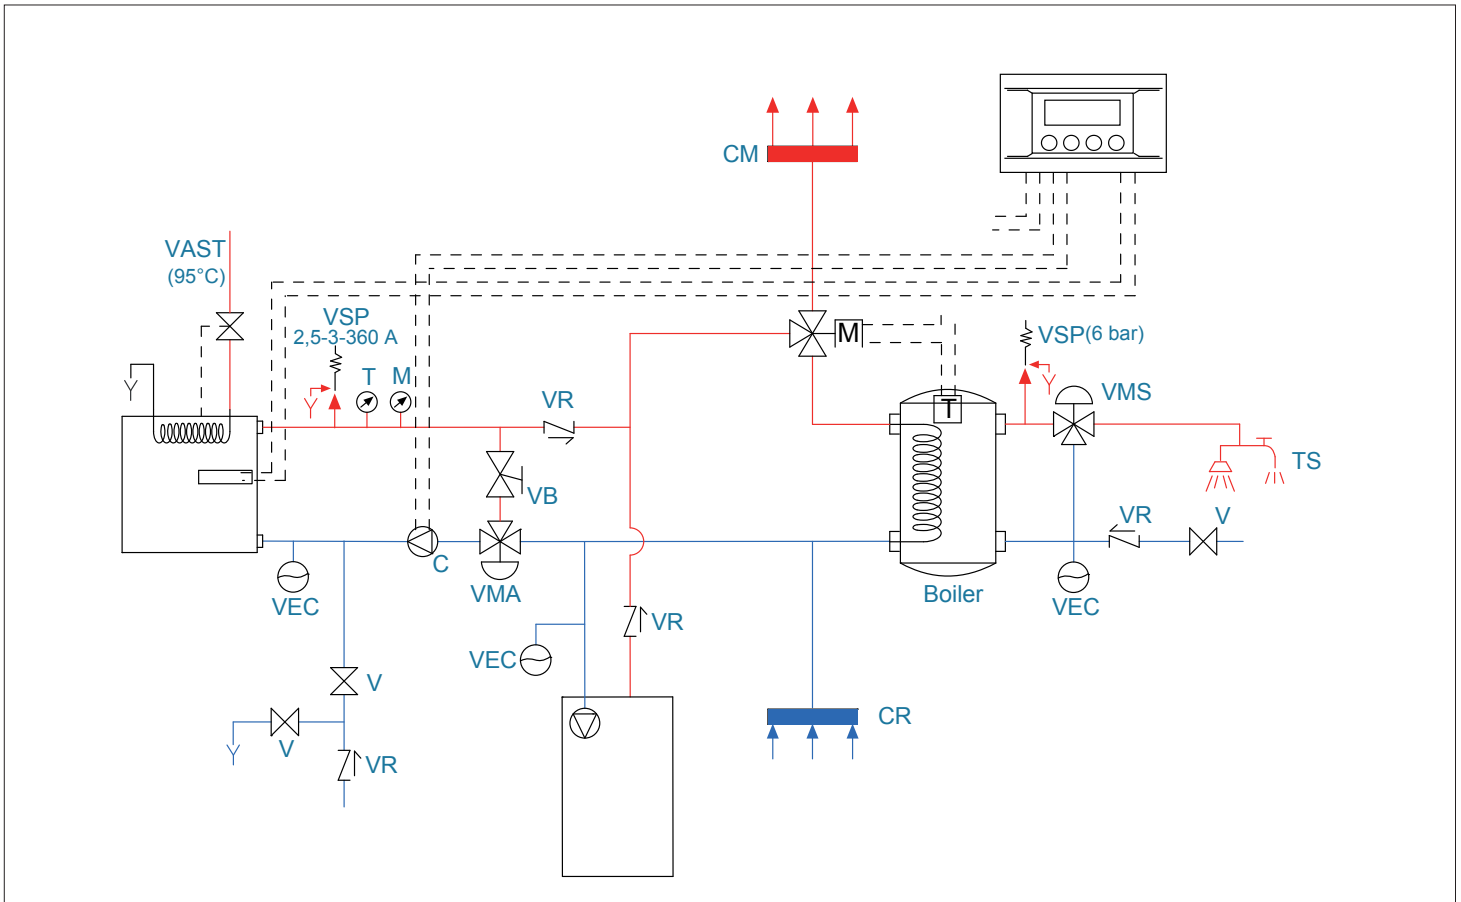 CM
VAST
(95°C)
VSP
2,5-3-360 A
T
M
VR
M
VSP(6 bar)
VMS
T
TS
VB
VR
V
C
VMA
VEC
Boiler
VEC
VR
VEC
V
CR
V
VR